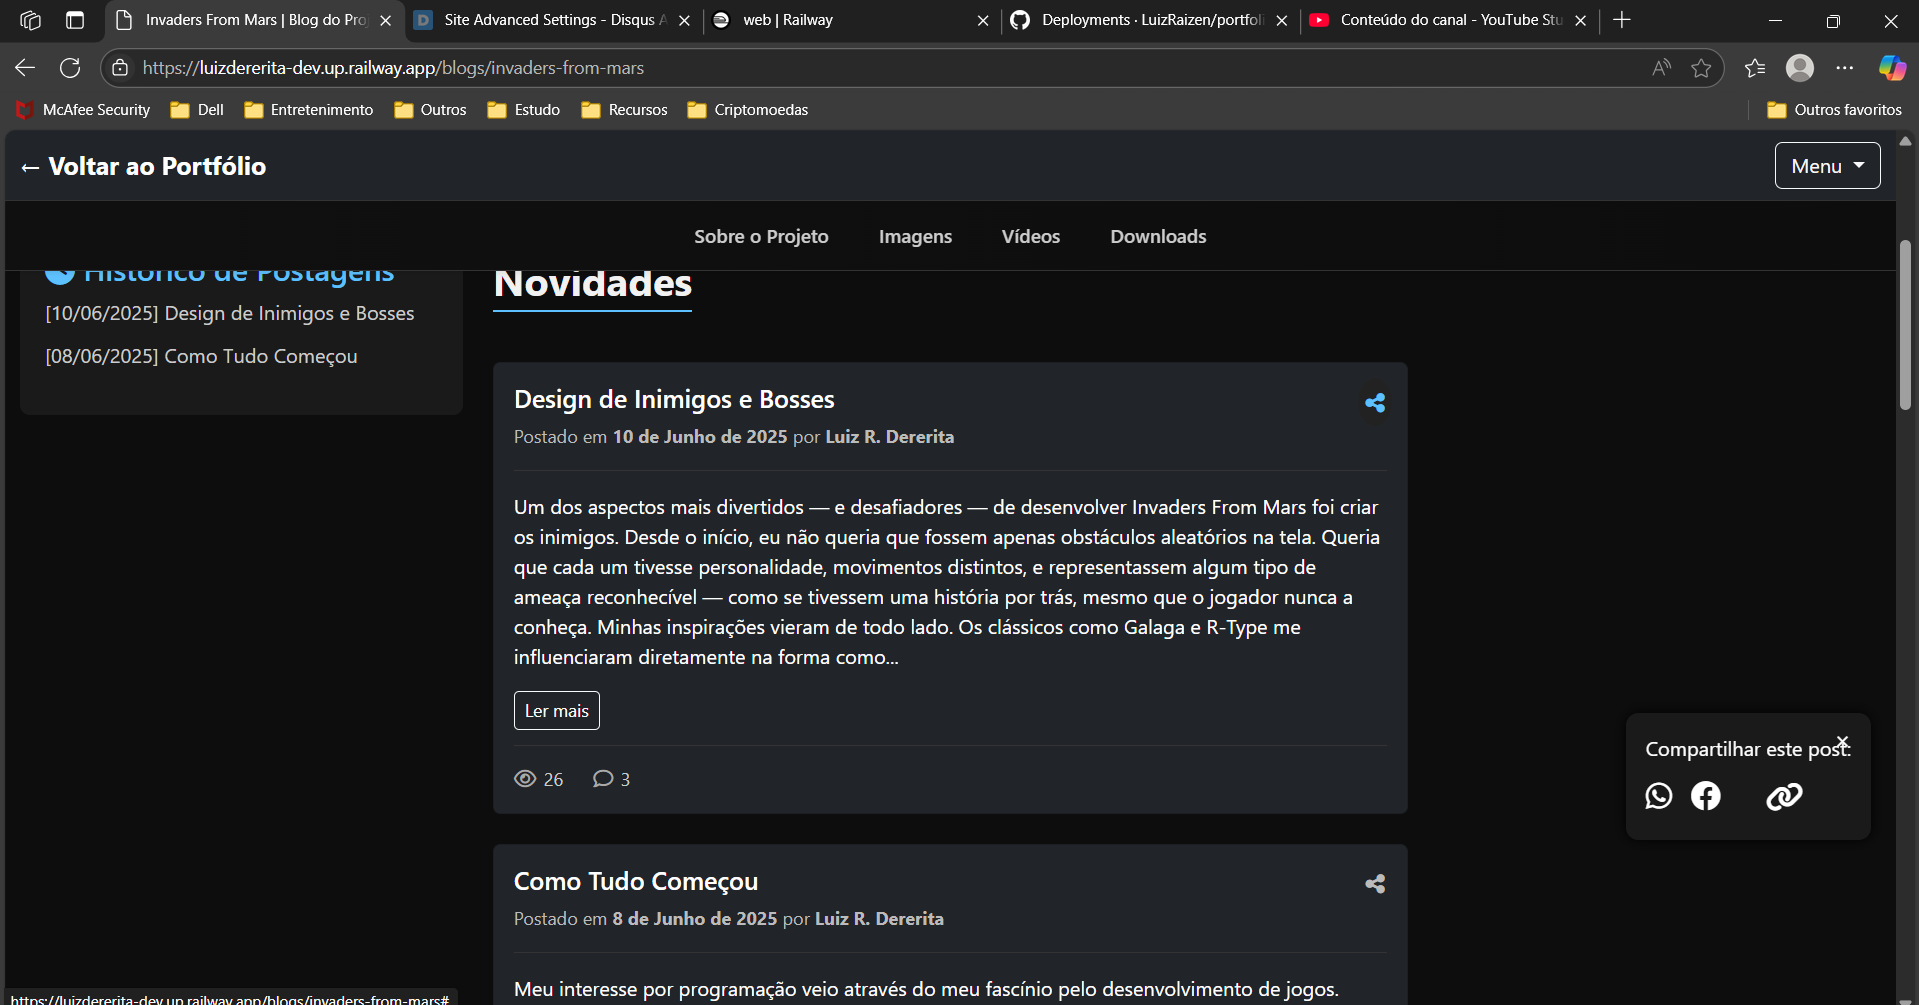 Invaders From Mars | Blog do Pro
Site Advanced Settings - Disqus A
web | Railway
Deployments · LuizRaizen/portfoli
Conteúdo do canal - YouTube Stu
https://luizdererita-dev.up.railway.app/blogs/invaders-from-mars
McAfee Security
Dell
Entretenimento
Outros
Estudo
Recursos
Criptomoedas
Outros favoritos
← Voltar ao Portfólio
Menu
Sobre o Projeto
Imagens
Vídeos
Downloads
Histórico de Postagens
[10/06/2025] Design de Inimigos e Bosses
[08/06/2025] Como Tudo Começou
Novidades
Design de Inimigos e Bosses
Postado em 10 de Junho de 2025 por Luiz R. Dererita
Um dos aspectos mais divertidos — e desafiadores — de desenvolver Invaders From Mars foi criar
os inimigos. Desde o início, eu não queria que fossem apenas obstáculos aleatórios na tela. Queria
que cada um tivesse personalidade, movimentos distintos, e representassem algum tipo de
ameaça reconhecível — como se tivessem uma história por trás, mesmo que o jogador nunca a
conheça. Minhas inspirações vieram de todo lado. Os clássicos como Galaga e R-Type me
influenciaram diretamente na forma como...
Ler mais
26
3
Compartilhar este post:
Como Tudo Começou
Postado em 8 de Junho de 2025 por Luiz R. Dererita
Meu interesse por programação veio através do meu fascínio pelo desenvolvimento de jogos.
https://luizdererita-dev.up.railway.app/blogs/invaders-from-mars#